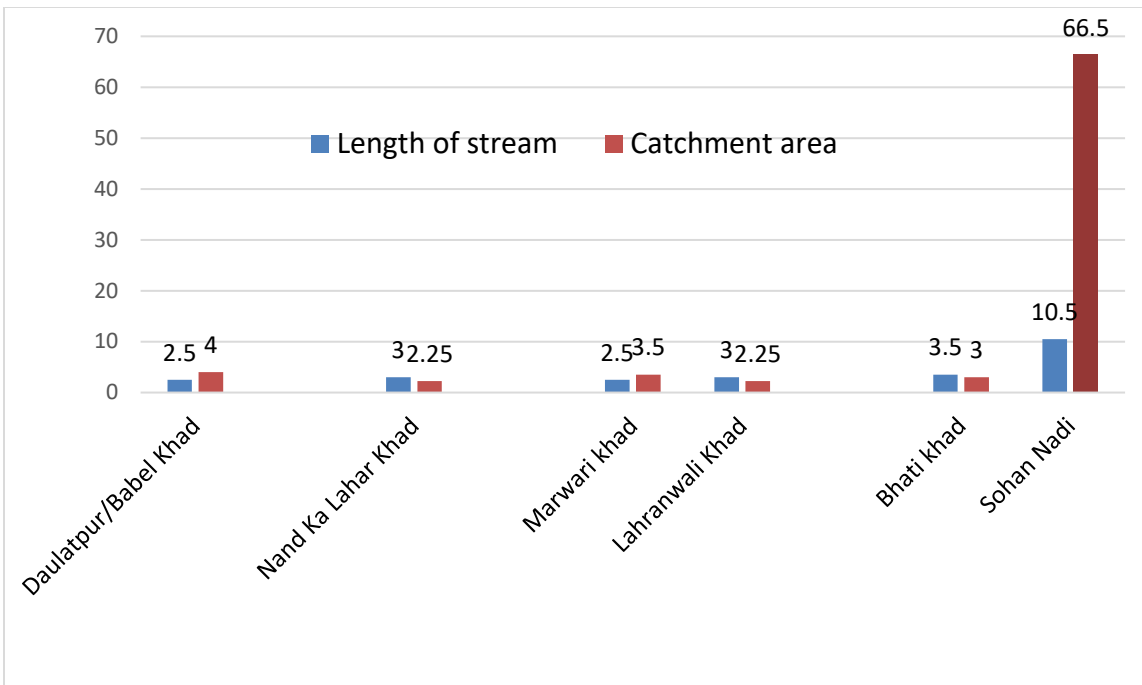 70
66.5
60
50
Length of stream Catchment area
40
30
20
10.5
10
2.5 4 3 2.25 2.5 3.5 3 2.25 3.5 3
0
Daulatpur/Babel Khad
Nand Ka Lahar Khad
Marwari khad
Lahranwali Khad
Bhati khad
Sohan Nadi